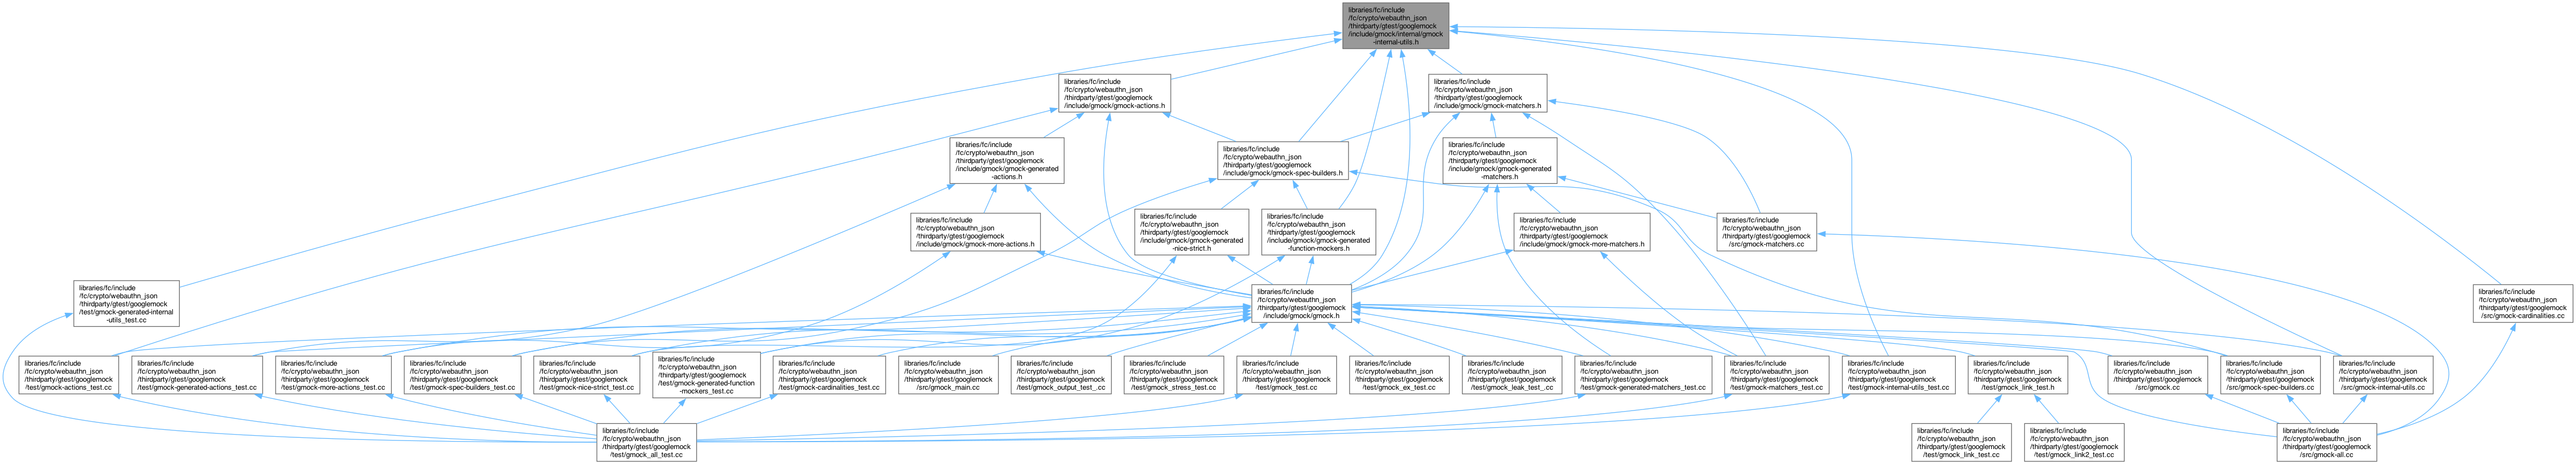 libraries/fc/include
/fc/crypto/webauthn_json
/thirdparty/gtest/googlemock
/include/gmock/internal/gmock
-internal-utils.h
libraries/fc/include
/fc/crypto/webauthn_json
/thirdparty/gtest/googlemock
/include/gmock/gmock-actions.h
libraries/fc/include
/fc/crypto/webauthn_json
/thirdparty/gtest/googlemock
/include/gmock/gmock-matchers.h
libraries/fc/include
/fc/crypto/webauthn_json
/thirdparty/gtest/googlemock
/include/gmock/gmock-generated
-actions.h
libraries/fc/include
/fc/crypto/webauthn_json
/thirdparty/gtest/googlemock
/include/gmock/gmock-spec-builders.h
libraries/fc/include
/fc/crypto/webauthn_json
/thirdparty/gtest/googlemock
/include/gmock/gmock-generated
-matchers.h
libraries/fc/include
/fc/crypto/webauthn_json
/thirdparty/gtest/googlemock
/include/gmock/gmock-more-actions.h
libraries/fc/include
/fc/crypto/webauthn_json
/thirdparty/gtest/googlemock
/include/gmock/gmock-generated
-nice-strict.h
libraries/fc/include
/fc/crypto/webauthn_json
/thirdparty/gtest/googlemock
/include/gmock/gmock-generated
-function-mockers.h
libraries/fc/include
/fc/crypto/webauthn_json
/thirdparty/gtest/googlemock
/include/gmock/gmock-more-matchers.h
libraries/fc/include
/fc/crypto/webauthn_json
/thirdparty/gtest/googlemock
/src/gmock-matchers.cc
libraries/fc/include
/fc/crypto/webauthn_json
/thirdparty/gtest/googlemock
/test/gmock-generated-internal
-utils_test.cc
libraries/fc/include
/fc/crypto/webauthn_json
/thirdparty/gtest/googlemock
/include/gmock/gmock.h
libraries/fc/include
/fc/crypto/webauthn_json
/thirdparty/gtest/googlemock
/src/gmock-cardinalities.cc
libraries/fc/include
/fc/crypto/webauthn_json
/thirdparty/gtest/googlemock
/test/gmock-actions_test.cc
libraries/fc/include
/fc/crypto/webauthn_json
/thirdparty/gtest/googlemock
/test/gmock-generated-actions_test.cc
libraries/fc/include
/fc/crypto/webauthn_json
/thirdparty/gtest/googlemock
/test/gmock-more-actions_test.cc
libraries/fc/include
/fc/crypto/webauthn_json
/thirdparty/gtest/googlemock
/test/gmock-spec-builders_test.cc
libraries/fc/include
/fc/crypto/webauthn_json
/thirdparty/gtest/googlemock
/test/gmock-nice-strict_test.cc
libraries/fc/include
/fc/crypto/webauthn_json
/thirdparty/gtest/googlemock
/test/gmock-generated-function
-mockers_test.cc
libraries/fc/include
/fc/crypto/webauthn_json
/thirdparty/gtest/googlemock
/test/gmock-cardinalities_test.cc
libraries/fc/include
/fc/crypto/webauthn_json
/thirdparty/gtest/googlemock
/src/gmock_main.cc
libraries/fc/include
/fc/crypto/webauthn_json
/thirdparty/gtest/googlemock
/test/gmock_output_test_.cc
libraries/fc/include
/fc/crypto/webauthn_json
/thirdparty/gtest/googlemock
/test/gmock_stress_test.cc
libraries/fc/include
/fc/crypto/webauthn_json
/thirdparty/gtest/googlemock
/test/gmock_test.cc
libraries/fc/include
/fc/crypto/webauthn_json
/thirdparty/gtest/googlemock
/test/gmock_ex_test.cc
libraries/fc/include
/fc/crypto/webauthn_json
/thirdparty/gtest/googlemock
/test/gmock_leak_test_.cc
libraries/fc/include
/fc/crypto/webauthn_json
/thirdparty/gtest/googlemock
/test/gmock-generated-matchers_test.cc
libraries/fc/include
/fc/crypto/webauthn_json
/thirdparty/gtest/googlemock
/test/gmock-matchers_test.cc
libraries/fc/include
/fc/crypto/webauthn_json
/thirdparty/gtest/googlemock
/test/gmock-internal-utils_test.cc
libraries/fc/include
/fc/crypto/webauthn_json
/thirdparty/gtest/googlemock
/test/gmock_link_test.h
libraries/fc/include
/fc/crypto/webauthn_json
/thirdparty/gtest/googlemock
/src/gmock.cc
libraries/fc/include
/fc/crypto/webauthn_json
/thirdparty/gtest/googlemock
/src/gmock-spec-builders.cc
libraries/fc/include
/fc/crypto/webauthn_json
/thirdparty/gtest/googlemock
/src/gmock-internal-utils.cc
libraries/fc/include
/fc/crypto/webauthn_json
/thirdparty/gtest/googlemock
/test/gmock_all_test.cc
libraries/fc/include
/fc/crypto/webauthn_json
/thirdparty/gtest/googlemock
/test/gmock_link_test.cc
libraries/fc/include
/fc/crypto/webauthn_json
/thirdparty/gtest/googlemock
/test/gmock_link2_test.cc
libraries/fc/include
/fc/crypto/webauthn_json
/thirdparty/gtest/googlemock
/src/gmock-all.cc